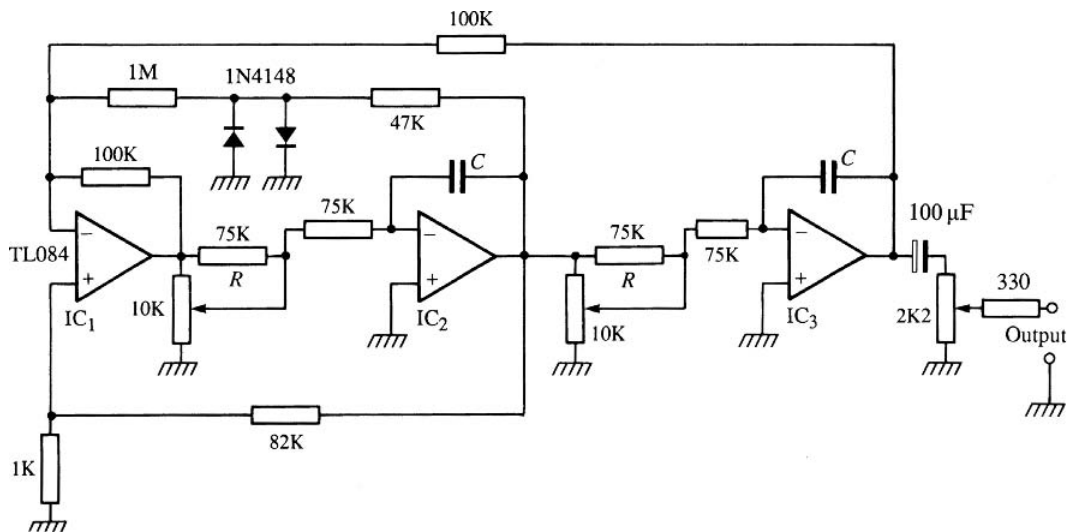 100K
1M
1N4148
47K
100K
C
C
100 µF
75K
75K
75K
75K
TL084
R
R
330
10K
IC1
IC2
10K
IC3
2K2
Output
82K
1K
−
+
−
+
−
+